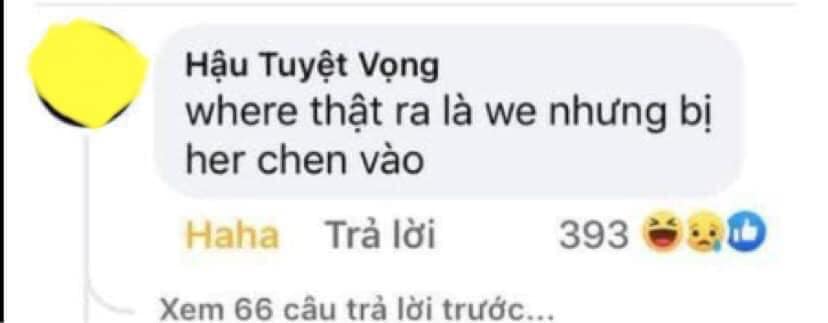 Hậu Tuyệt Vọng
where thật ra là we nhưng bị
her chen vào
Haha Trả lời 393
Xem 66 câu trả lời trước...